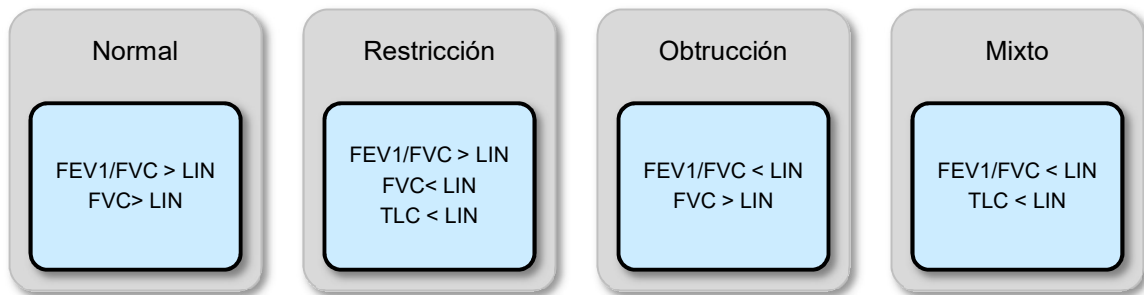 Normal
FEV1/FVC > LIN
FVC> LIN
Restricción
FEV1/FVC > LIN
FVC< LIN
TLC < LIN
Obtrucción
FEV1/FVC < LIN
FVC > LIN
Mixto
FEV1/FVC < LIN
TLC < LIN